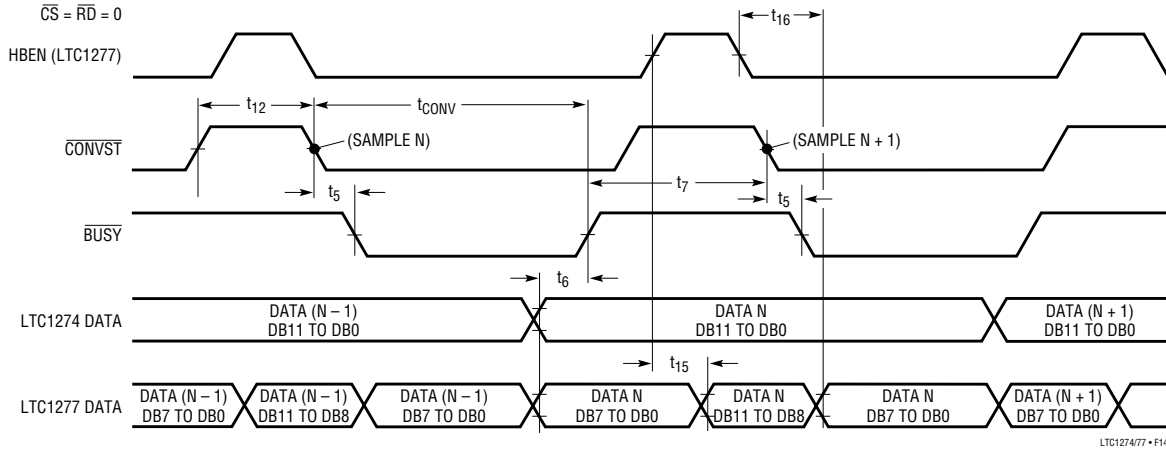 CS = RD = 0
t16
HBEN (LTC1277)
t12
tCONV
CONVST
(SAMPLE N)
(SAMPLE N + 1)
t7
t5
t5
BUSY
t6
LTC1274 DATA
DATA (N – 1)
DB11 TO DB0
DATA N
DB11 TO DB0
DATA (N + 1)
DB11 TO DB0
t15
LTC1277 DATA
DATA (N – 1)
DB7 TO DB0
DATA (N – 1)
DB11 TO DB8
DATA (N – 1)
DB7 TO DB0
DATA N
DB7 TO DB0
DATA N
DB11 TO DB8
DATA N
DB7 TO DB0
DATA (N + 1)
DB7 TO DB0
LTC1274/77 • F14